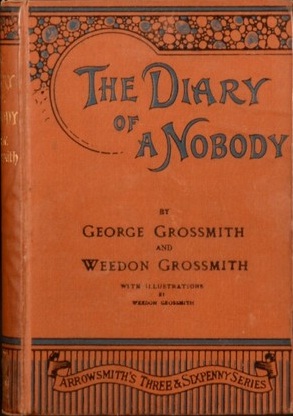 THE DIARY
OF
A NOBODY
BY
GEORGE GROSSMITH
AND
WEEDON GROSSMITH
WITH ILLUSTRATIONS
BY
WEEDON GROSSMITH
ARROWSMITH'S THREE & SIXPENNY SERIES